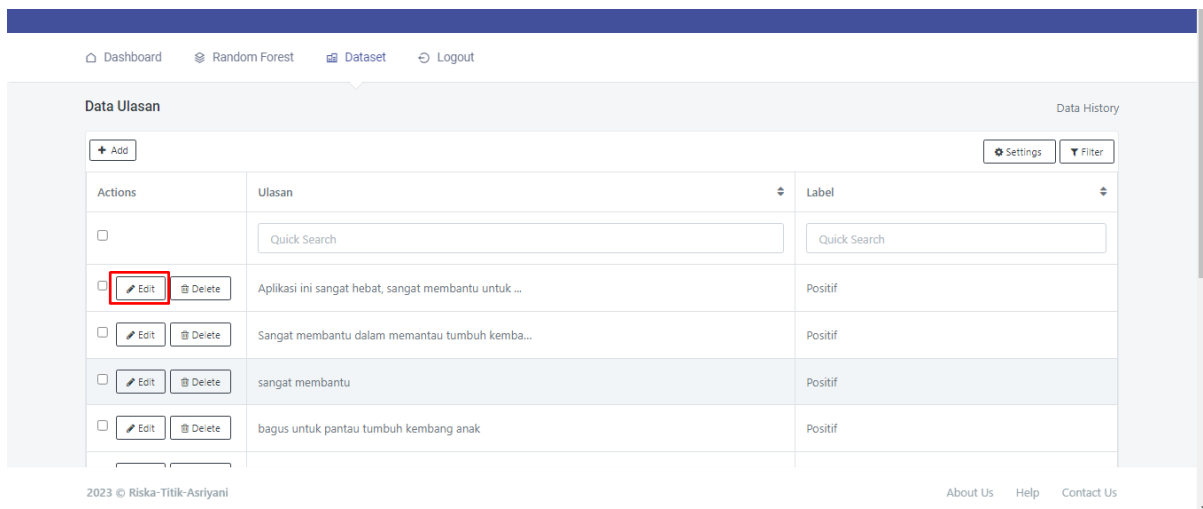 Dashboard Random Forest Dataset Logout
Data Ulasan Data History
Add Settings Filter
Actions Ulasan Label
Quick Search Quick Search
Edit Delete Aplikasi ini sangat hebat, sangat membantu untuk ... Positif
Edit Delete Sangat membantu dalam memantau tumbuh kemba... Positif
Edit Delete sangat membantu Positif
Edit Delete bagus untuk pantau tumbuh kembang anak Positif
2023 © Riska-Titik-Asriyani About Us Help Contact Us